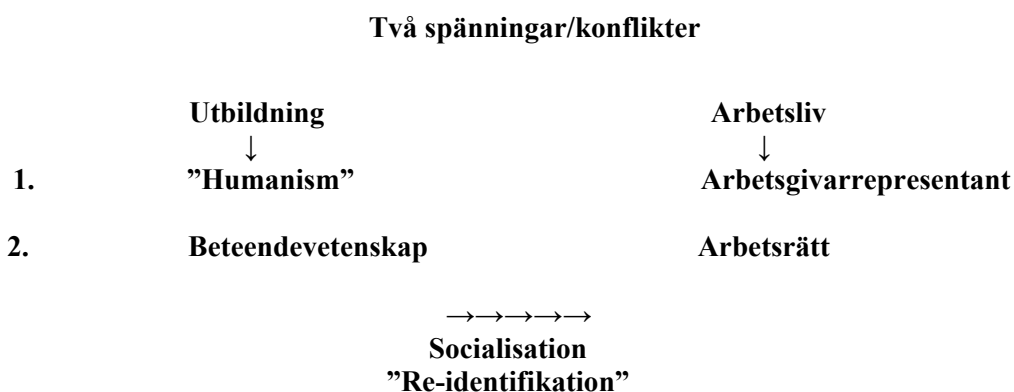 Två spänningar/konflikter
Utbildning Arbetsliv
↓ ↓
1. ”Humanism” Arbetsgivarrepresentant
2. Beteendevetenskap Arbetsrätt
→→→→→
Socialisation
”Re-identifikation”